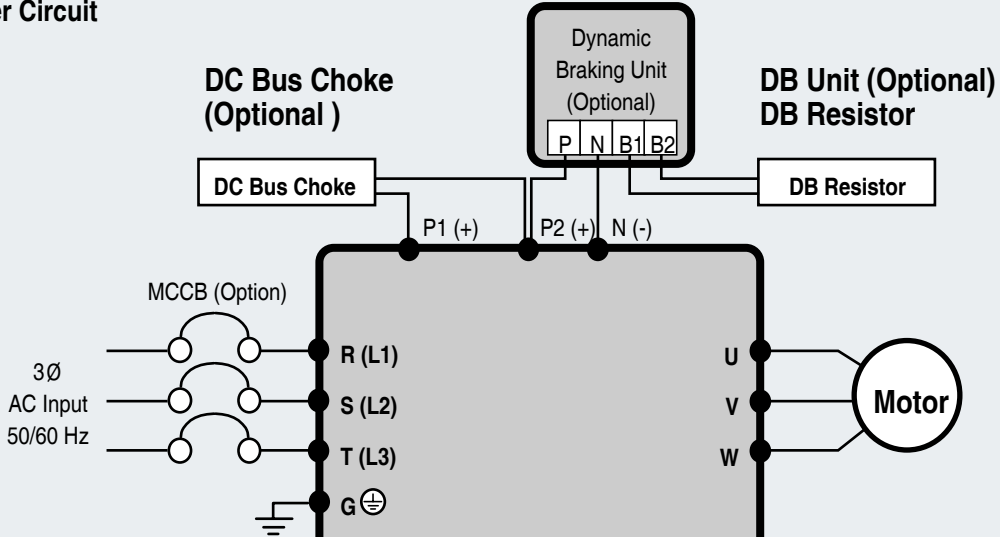 er Circuit
Dynamic
Braking Unit
(Optional)
P N B1 B2
DC Bus Choke
(Optional )
DB Unit (Optional)
DB Resistor
DC Bus Choke
DB Resistor
P1 (+)
P2 (+)
N (-)
MCCB (Option)
3Ø
AC Input
50/60 Hz
R (L1)
S (L2)
T (L3)
G
U
V
W
Motor